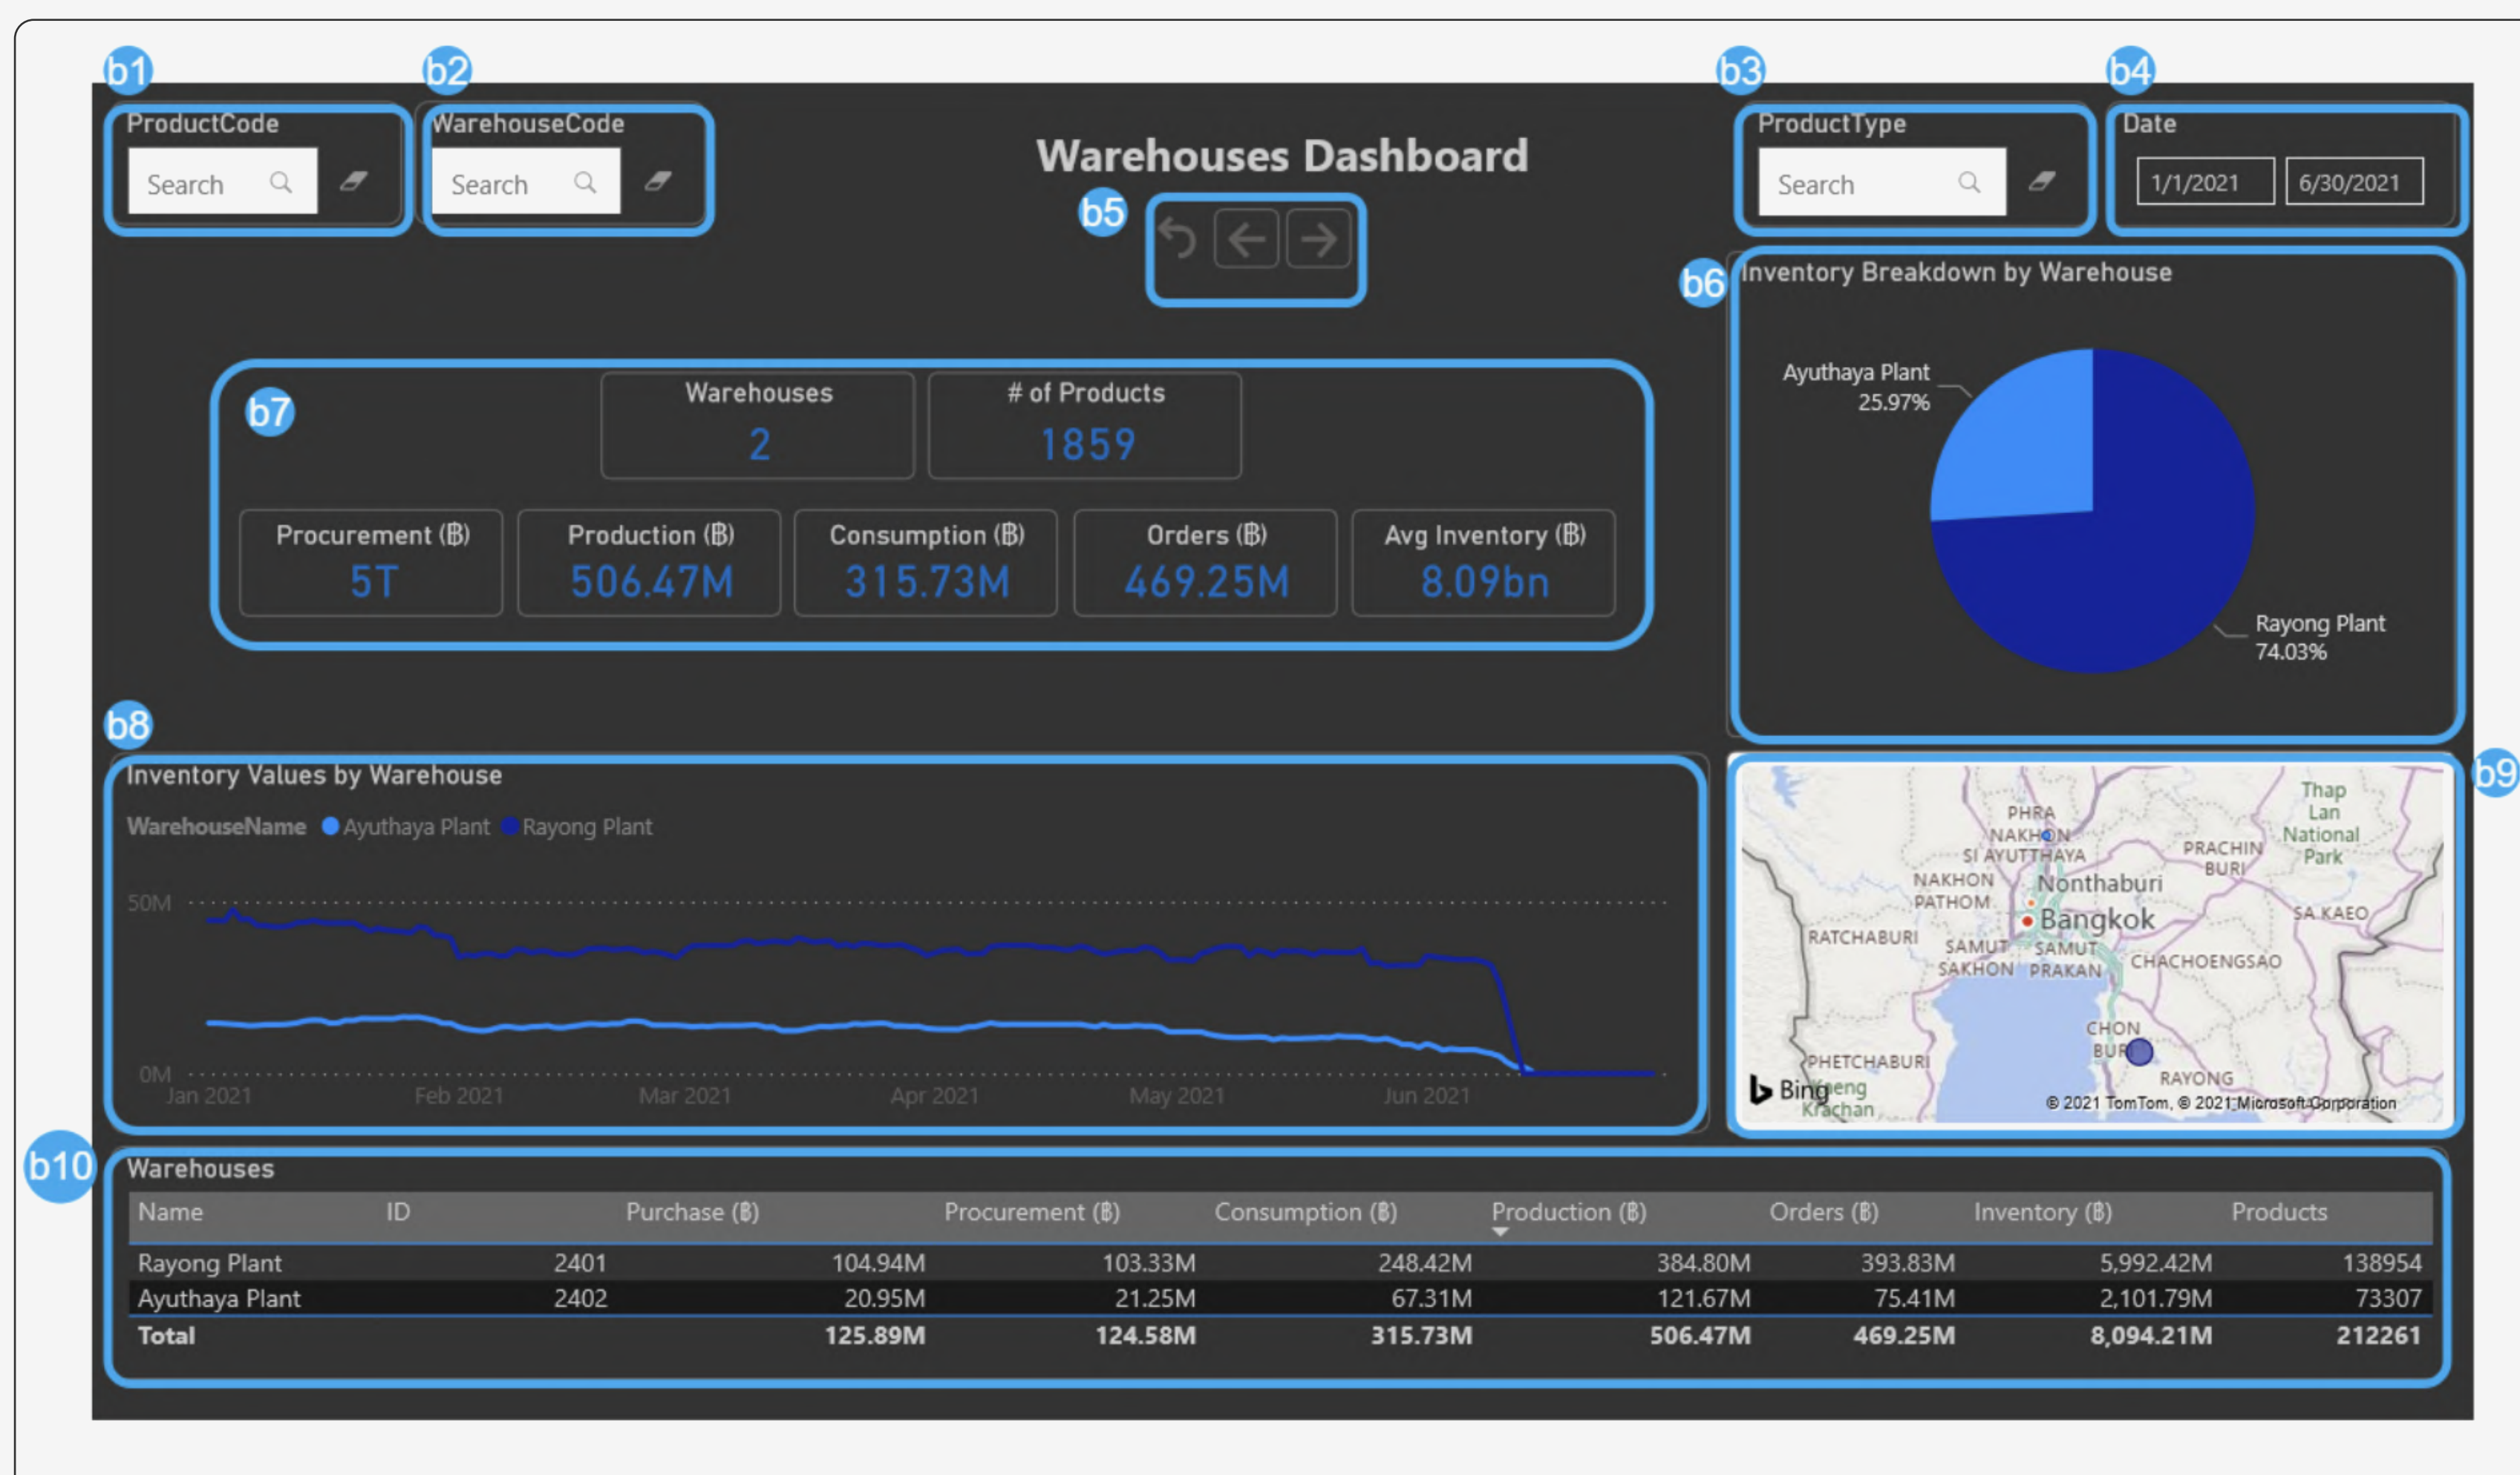 b1
b2
b3
b4
ProductCode
Search
WarehouseCode
Search
Warehouses Dashboard
ProductType
Search
Date
1/1/2021
6/30/2021
b5
b6
Inventory Breakdown by Warehouse
Ayuthaya Plant
25.97%
Rayong Plant
74.03%
b7
Warehouses
2
# of Products
1859
Procurement (฿)
5T
Production (฿)
506.47M
Consumption (฿)
315.73M
Orders (฿)
469.25M
Avg Inventory (฿)
8.09bn
b8
Inventory Values by Warehouse
WarehouseName Ayuthaya Plant Rayong Plant
50M
0M
Jan 2021 Feb 2021 Mar 2021 Apr 2021 May 2021 Jun 2021
b9
Thap
Lan
National
Park
PHRA
NAKHON
SI AYUTTHAYA
PRACHIN
BURI
NAKHON
PATHOM
Nonthaburi
Bangkok
SA KAEO
RATCHABURI
SAMUT
SAKHON
SAMUT
PRAKAN
CHACHOENGSAO
CHON
BURI
PHETCHABURI
RAYONG
Bing
Krachan
© 2021 TomTom, © 2021 Microsoft Corporation
b10
Warehouses
Name ID Purchase (฿) Procurement (฿) Consumption (฿) Production (฿) Orders (฿) Inventory (฿) Products
Rayong Plant 2401 104.94M 103.33M 248.42M 384.80M 393.83M 5,992.42M 138954
Ayuthaya Plant 2402 20.95M 21.25M 67.31M 121.67M 75.41M 2,101.79M 73307
Total 125.89M 124.58M 315.73M 506.47M 469.25M 8,094.21M 212261